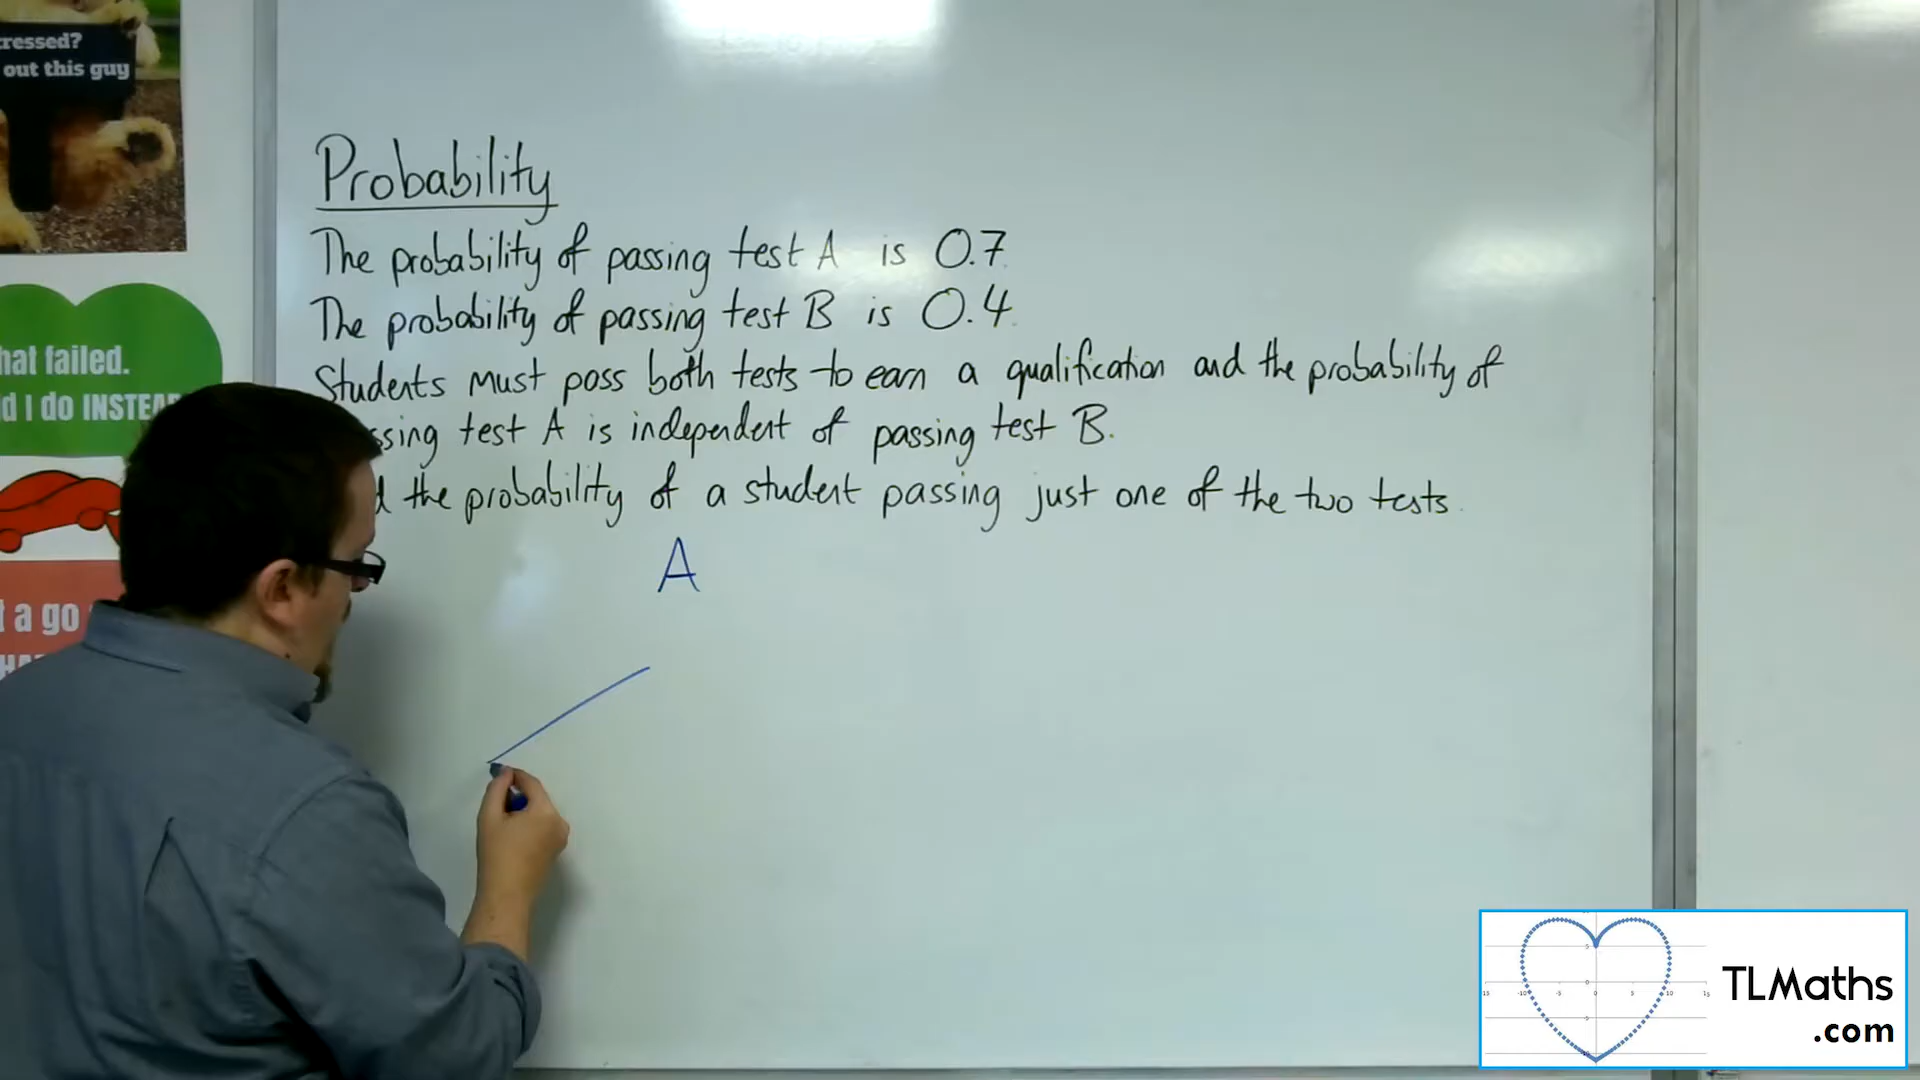 ressed?
out this guy
hat failed.
d I do INSTEA
t a go
Probability
The probability of passing test A is 0.7
The probability of passing test B is 0.4
Students must pass both tests to earn a qualification and the probability of
ssing test A is independent of passing test B.
d the probability of a student passing just one of the two tests.
A
TLMaths
.com